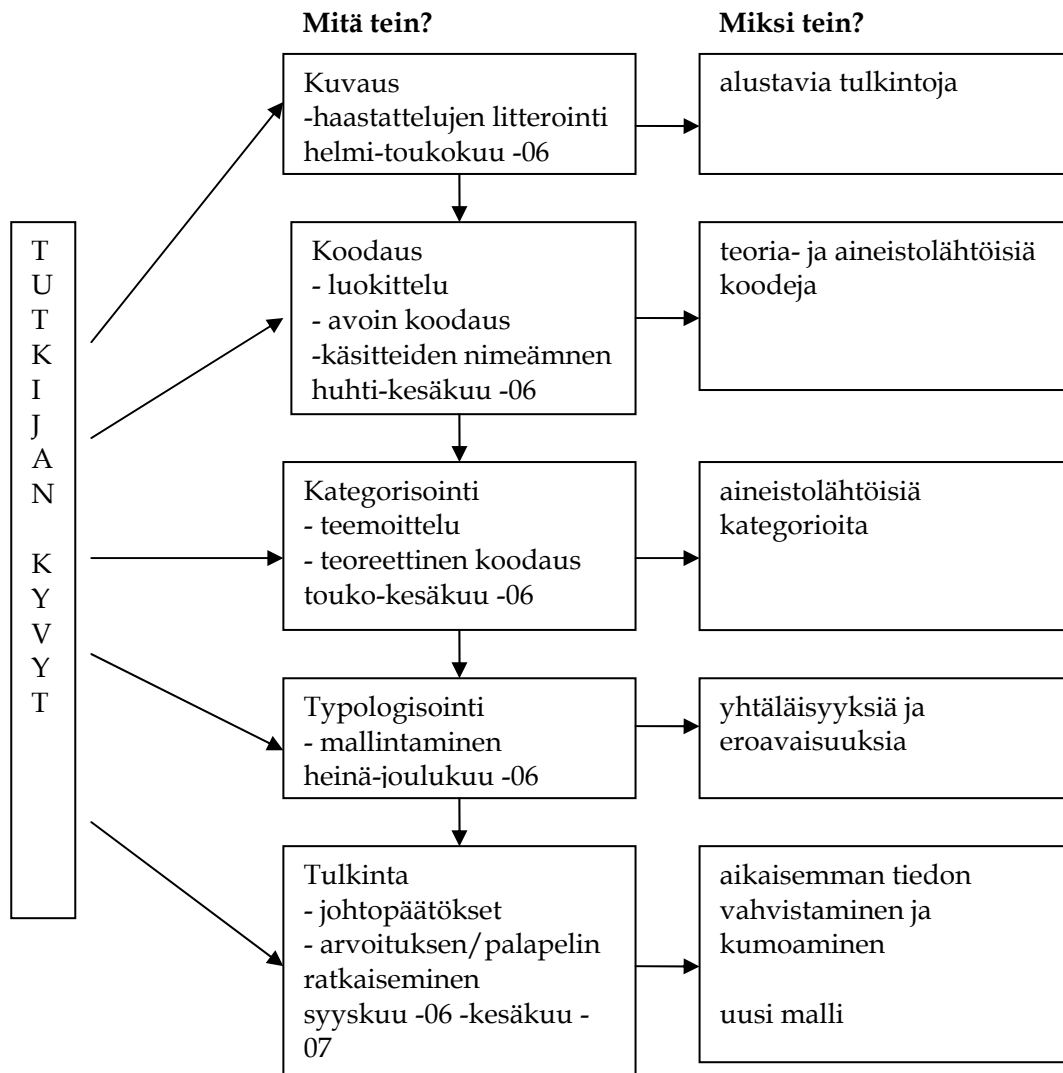 Mitä tein?
Miksi tein?
TUTKIJAN KYVYT
Kuvaus
-haastattelujen litterointi
helmi-toukokuu -06
alustavia tulkintoja
Koodaus
- luokittelu
- avoin koodaus
-käsitteiden nimeämnen
huhti-kesäkuu -06
teoria- ja aineistolähtöisiä
koodeja
Kategorisointi
- teemoittelu
- teoreettinen koodaus
touko-kesäkuu -06
aineistolähtöisiä
kategorioita
Typologisointi
- mallintaminen
heinä-joulukuu -06
yhtäläisyyksiä ja
eroavaisuuksia
Tulkinta
- johtopäätökset
- arvoituksen/palapelin
ratkaiseminen
syyskuu -06 -kesäkuu -
07
aikaisemman tiedon
vahvistaminen ja
kumoaminen
uusi malli